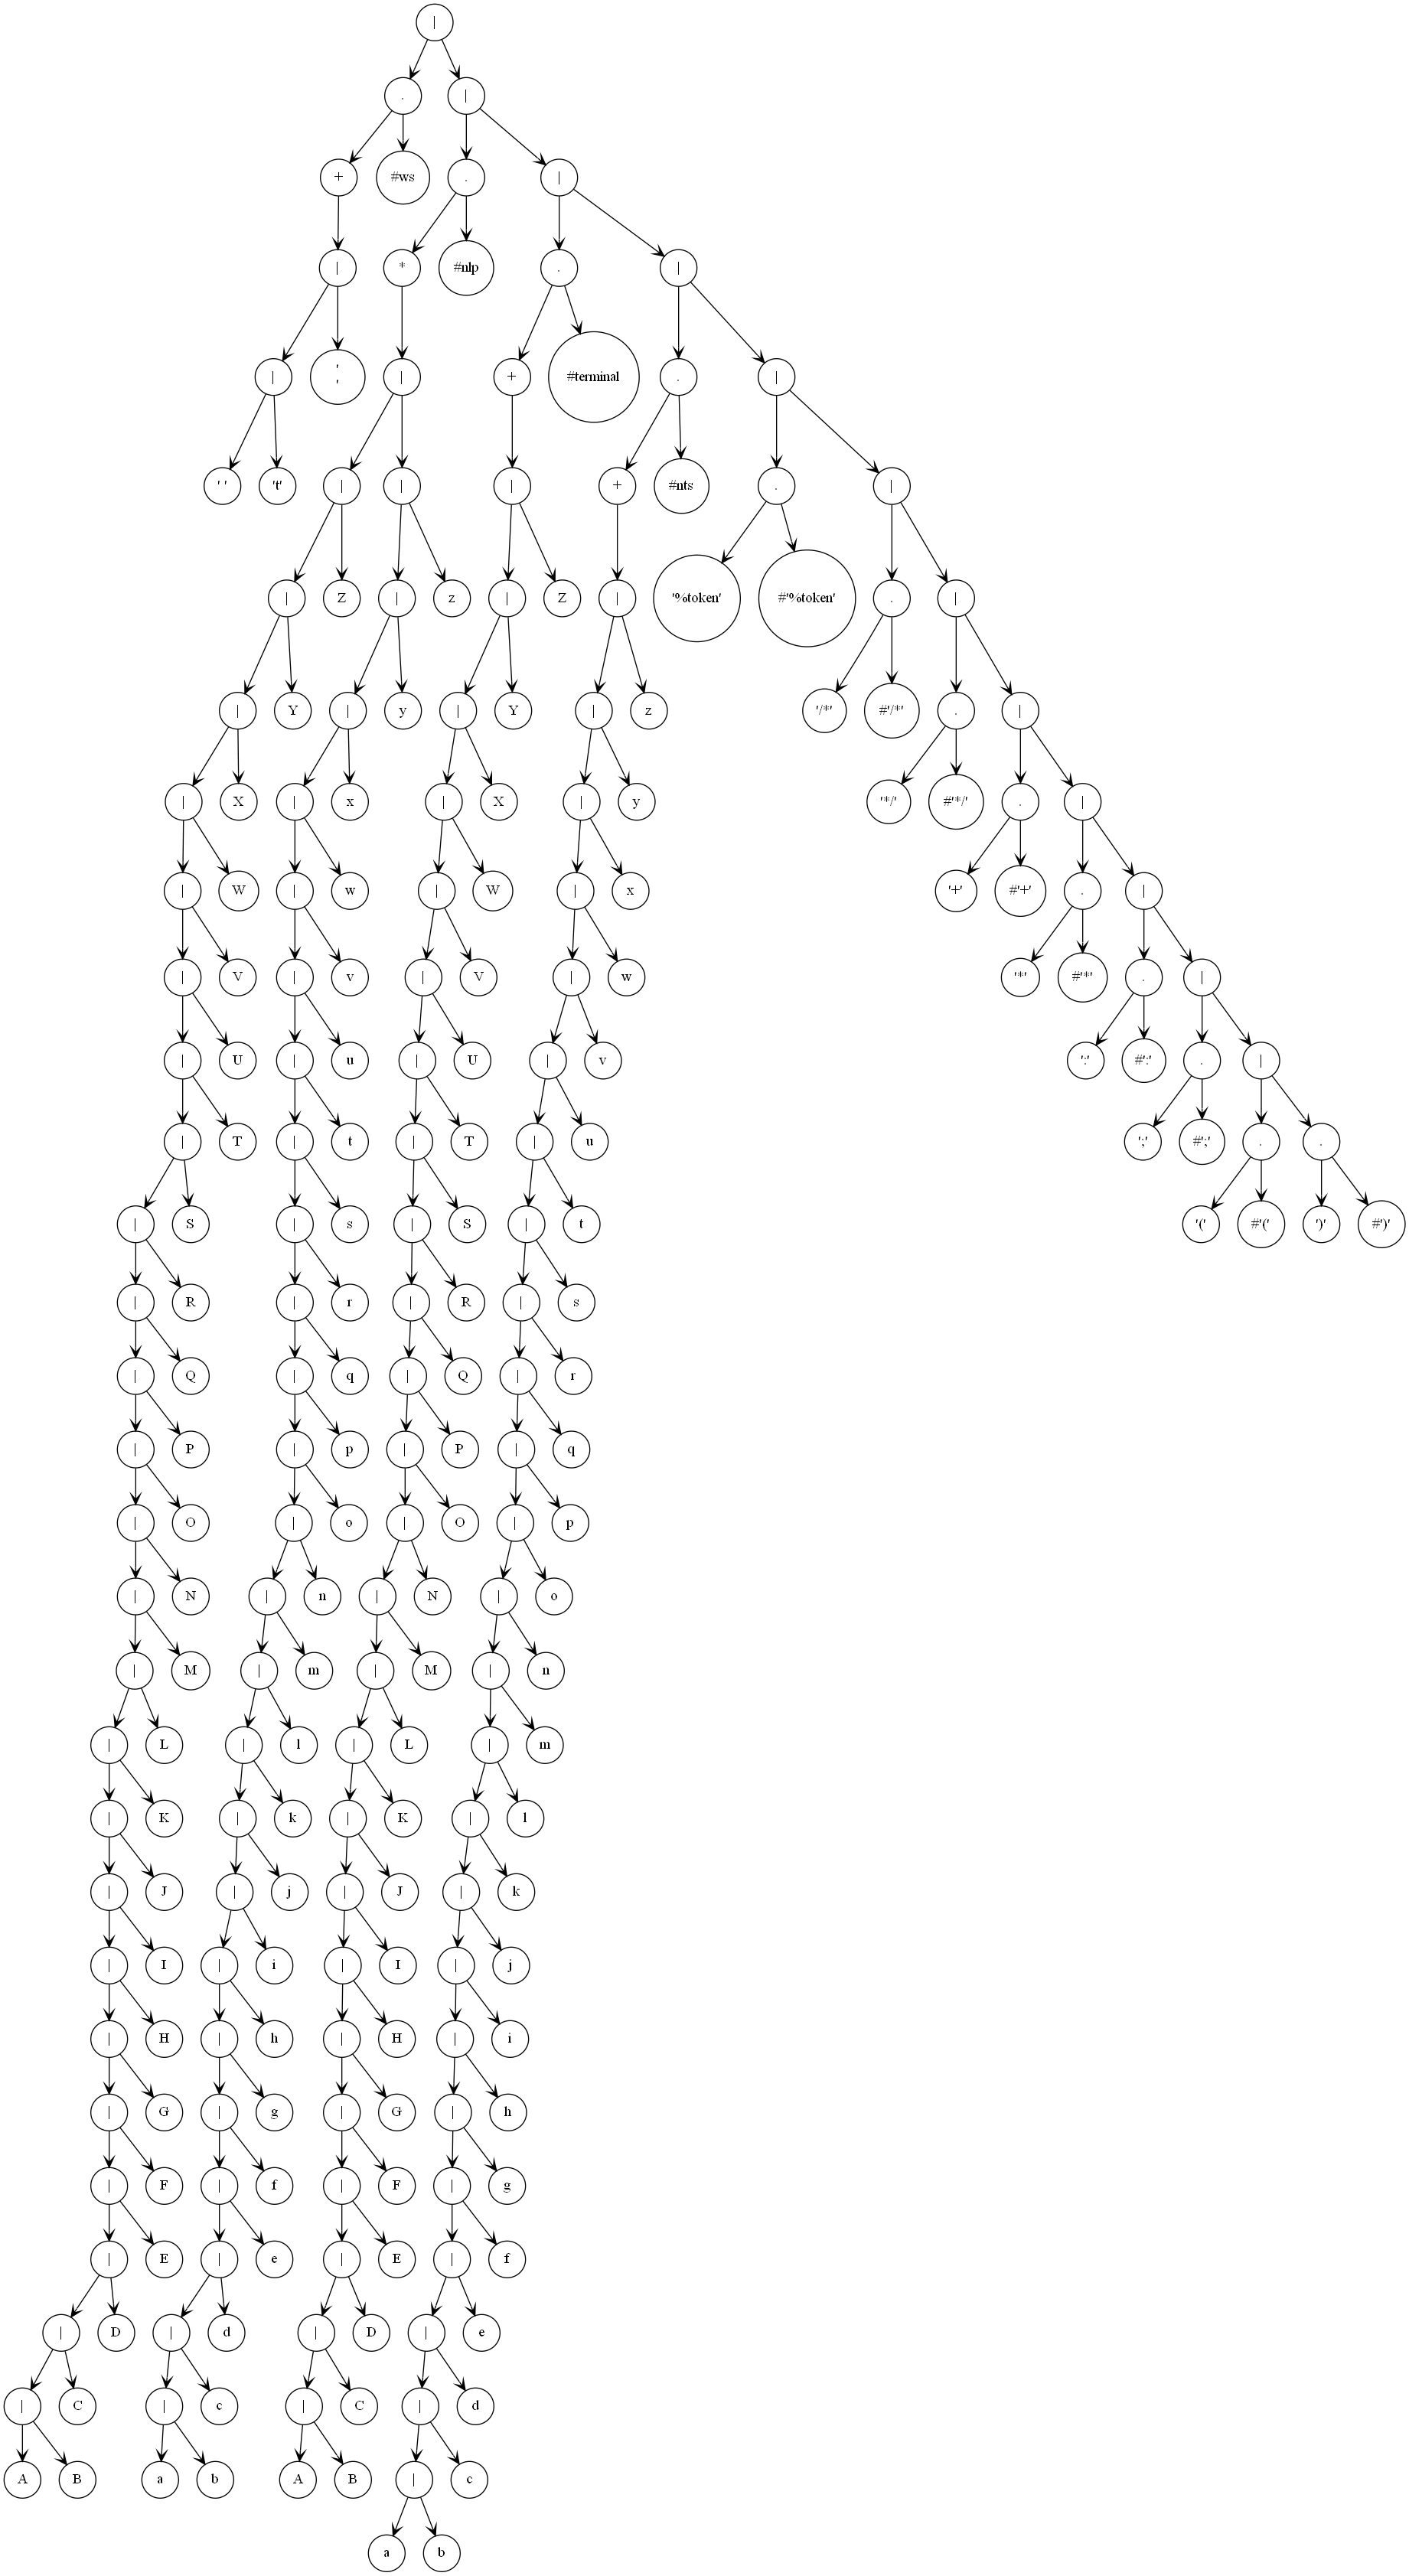 |
. |
+ #ws . |
| * #nlp . |
| '
' | + #terminal . |
' ' 't' | | | + #nts . |
| Z | z | Z | '%token' #'%token' . |
| Y | y | Y | z '/*' #'/*' . |
| X | x | X | y '*/' #'*/' . |
| W | w | W | x '+' #'+' . |
| V | v | V | w '*' #'*' . |
| U | u | U | v ':' #':' . |
| T | t | T | u ';' #';' . .
| S | s | S | t '(' #'(' ')' #')'
| R | r | R | s
| Q | q | Q | r
| P | p | P | q
| O | o | O | p
| N | n | N | o
| M | m | M | n
| L | l | L | m
| K | k | K | l
| J | j | J | k
| I | i | I | j
| H | h | H | i
| G | g | G | h
| F | f | F | g
| E | e | E | f
| D | d | D | e
| C | c | C | d
A B a b A B | c
a b